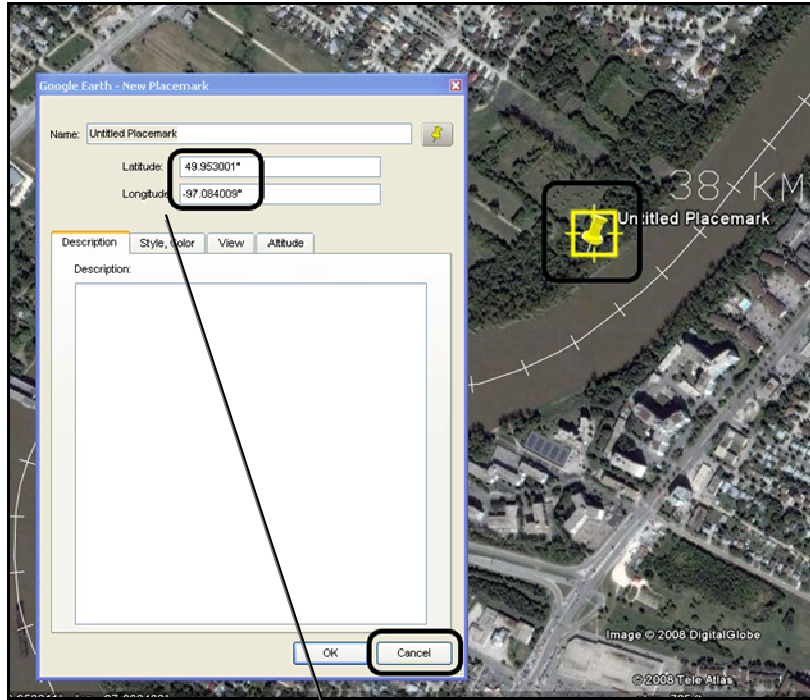 Google Earth - New Placemark
Name: Untitled Placemark
Latitude: 49.953001°
Longitude -97.084009°
Description Style, Color View Altitude
Description:
OK Cancel
38 KM
Untitled Placemark
Image © 2008 DigitalGlobe
© 2008 Tele Atlas